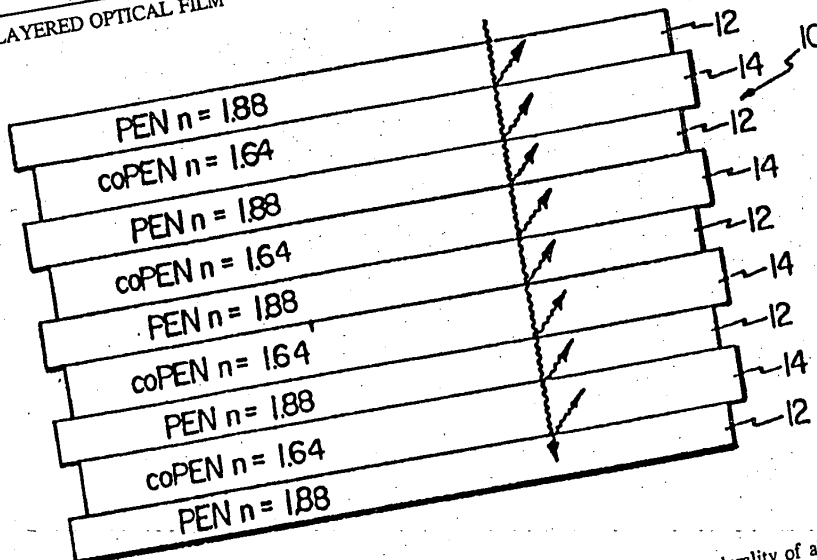 LAYERED OPTICAL FILM
12
10
PEN n = 1.88
14
coPEN n = 1.64
12
PEN n = 1.88
14
coPEN n = 1.64
12
PEN n = 1.88
14
coPEN n = 1.64
12
PEN n = 1.88
14
coPEN n = 1.64
12
PEN n = 1.88
of a